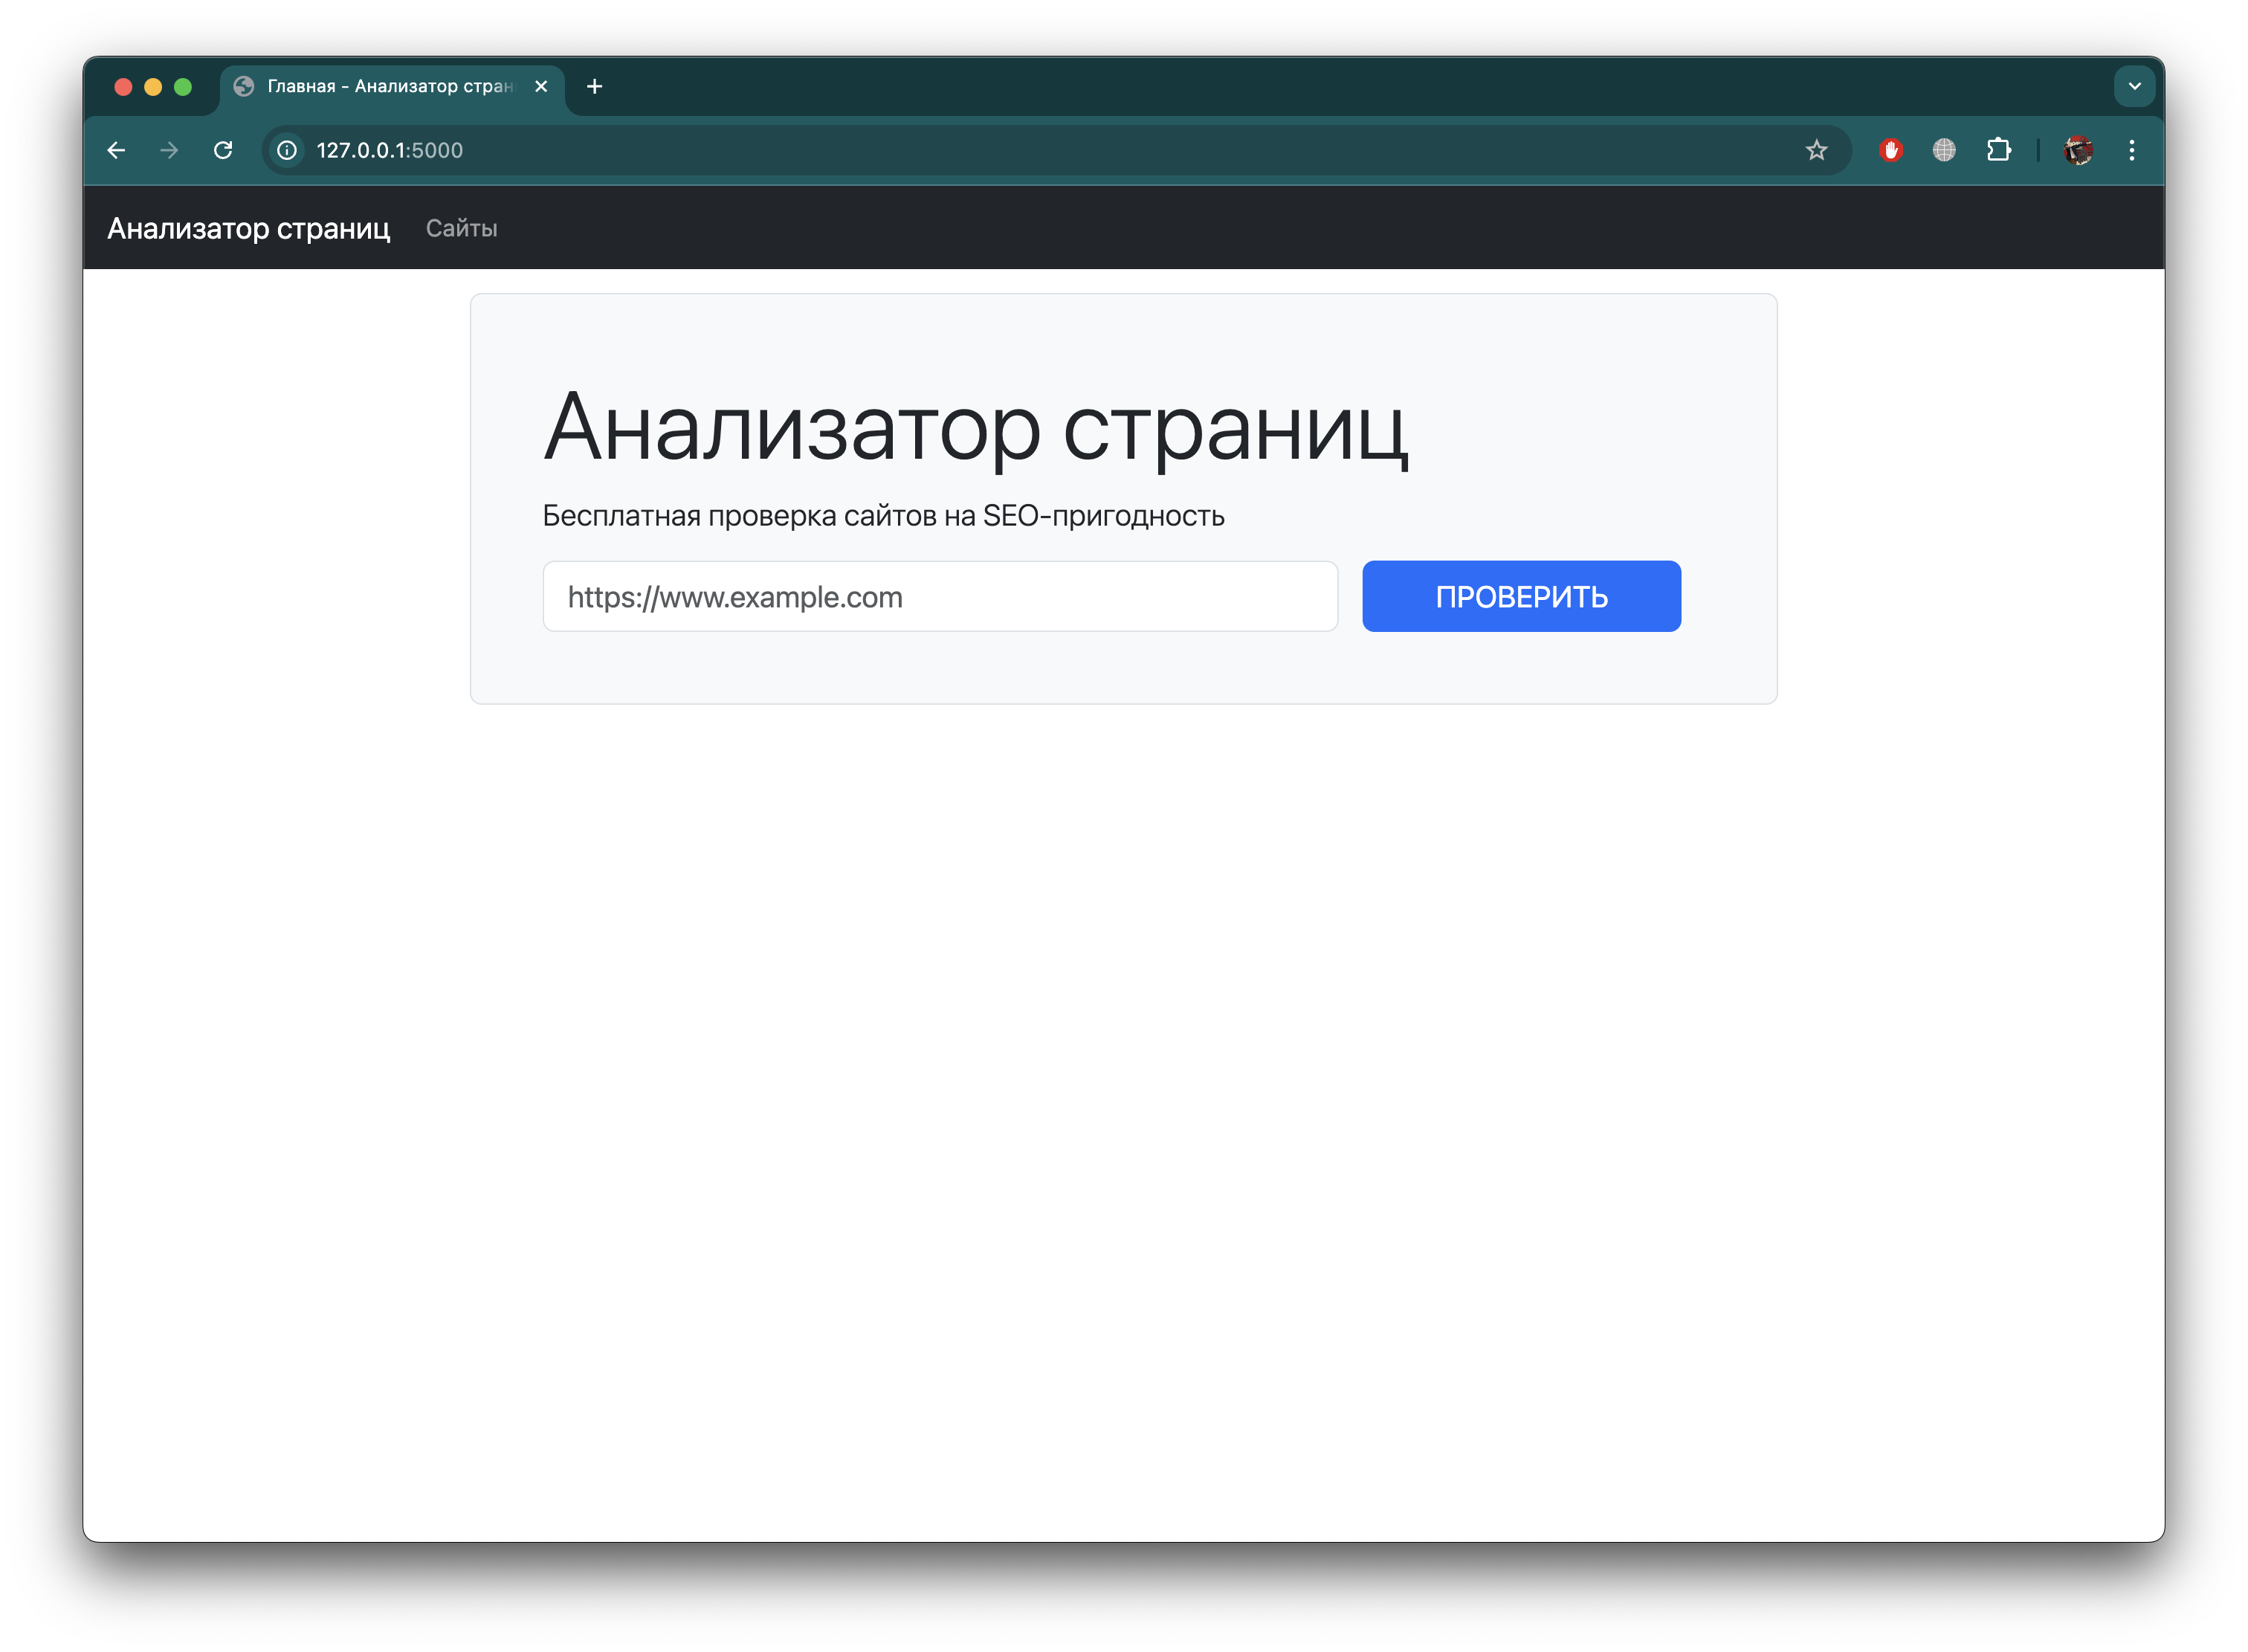 Главная - Анализатор стран
127.0.0.1:5000
Анализатор страниц
Сайты
Анализатор страниц
Бесплатная проверка сайтов на SEO-пригодность
https://www.example.com
ПРОВЕРИТЬ